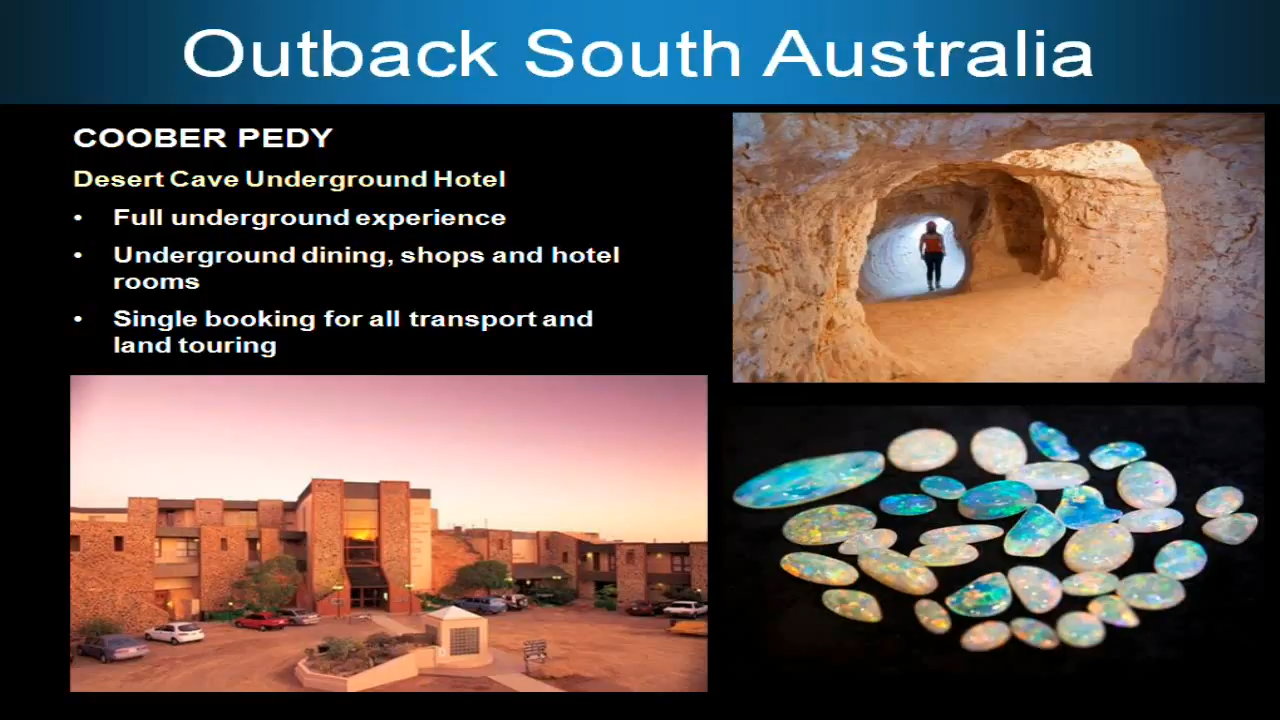 Outback South Australia
COOBER PEDY
Desert Cave Underground Hotel
• Full underground experience
• Underground dining, shops and hotel
rooms
• Single booking for all transport and
land touring